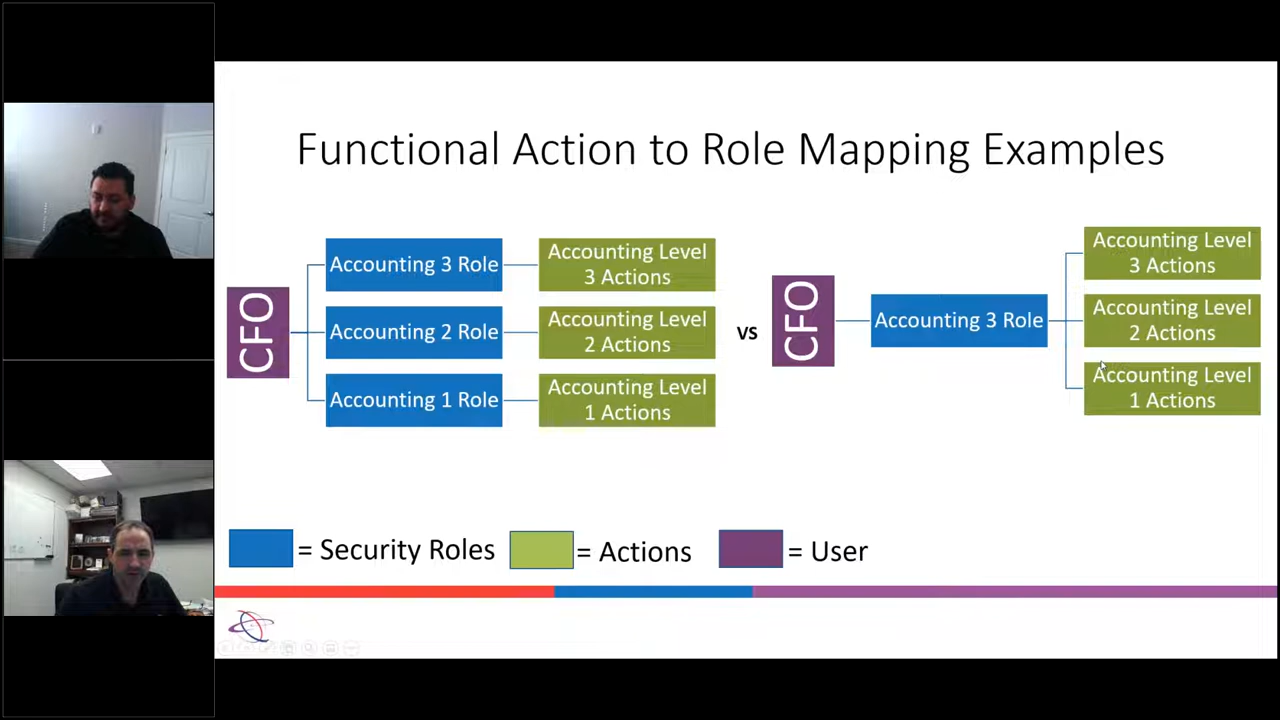 Functional Action to Role Mapping Examples
CFO
Accounting 3 Role
Accounting Level
3 Actions
Accounting 2 Role
Accounting Level
2 Actions
Accounting 1 Role
Accounting Level
1 Actions
vs
CFO
Accounting 3 Role
Accounting Level
3 Actions
Accounting Level
2 Actions
Accounting Level
1 Actions
= Security Roles
= Actions
= User